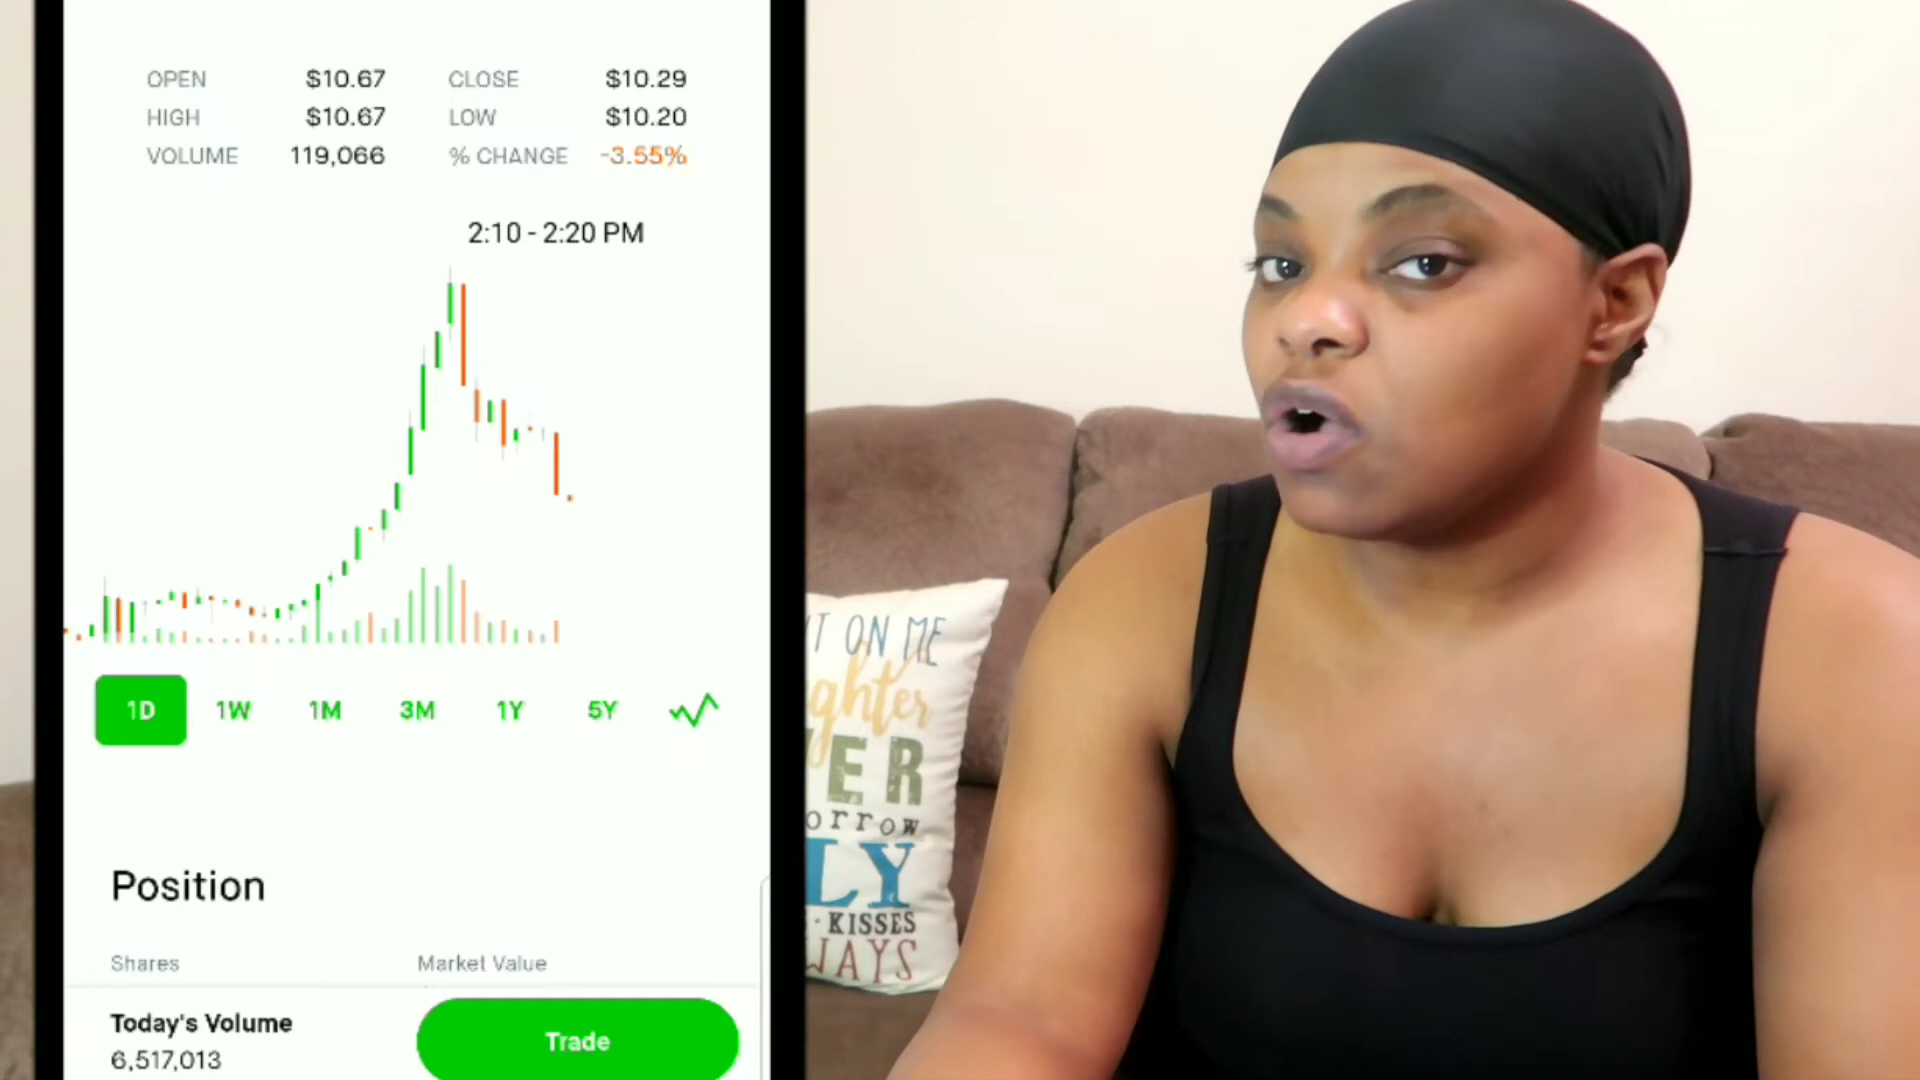 OPEN $10.67 CLOSE $10.29
HIGH $10.67 LOW $10.20
VOLUME 119,066 % CHANGE -3.55%
2:10 - 2:20 PM
1D 1W 1M 3M 1Y 5Y
Position
Shares Market Value
Today's Volume
6,517,013
Trade
ON ME
ER
LY
KISSES